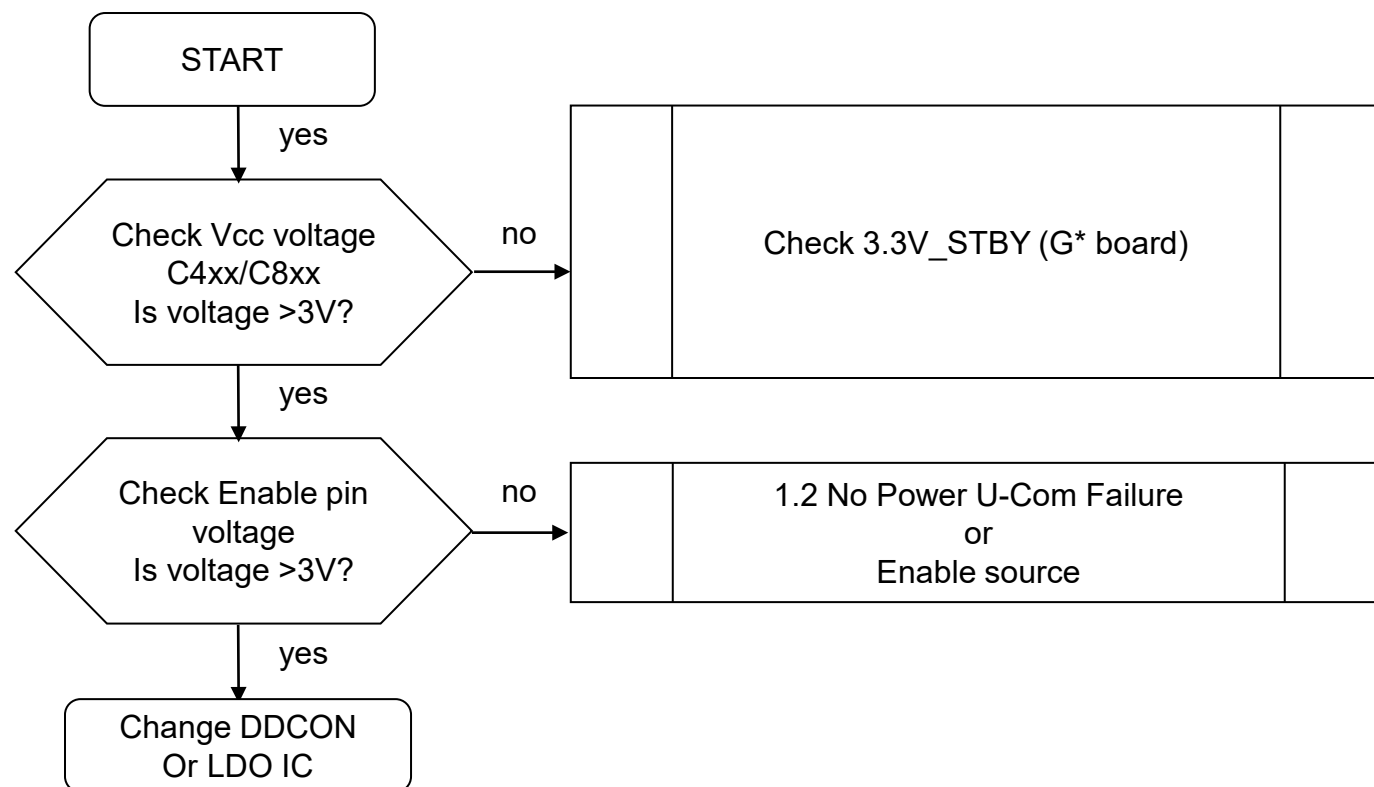 START
yes
Check Vcc voltage
C4xx/C8xx
Is voltage >3V?
no
Check 3.3V_STBY (G* board)
yes
Check Enable pin
voltage
Is voltage >3V?
no
1.2 No Power U-Com Failure
or
Enable source
yes
Change DDCON
Or LDO IC